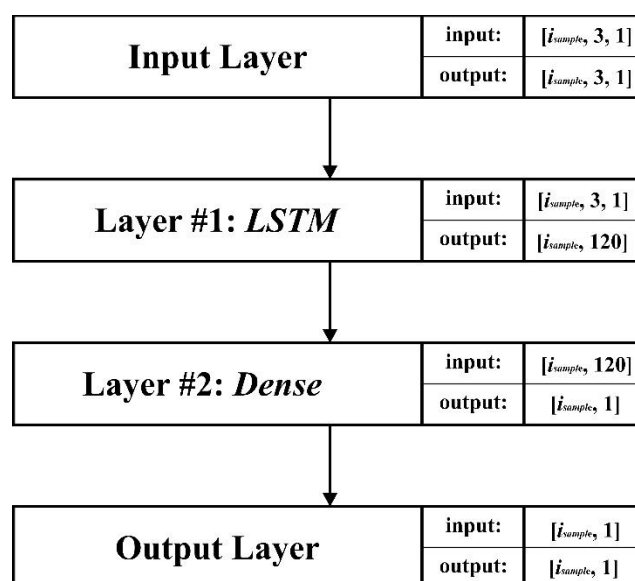 Input Layer
input: [i_sample, 3, 1]
output: [i_sample, 3, 1]
Layer #1: LSTM
input: [i_sample, 3, 1]
output: [i_sample, 120]
Layer #2: Dense
input: [i_sample, 120]
output: [i_sample, 1]
Output Layer
input: [i_sample, 1]
output: [i_sample, 1]